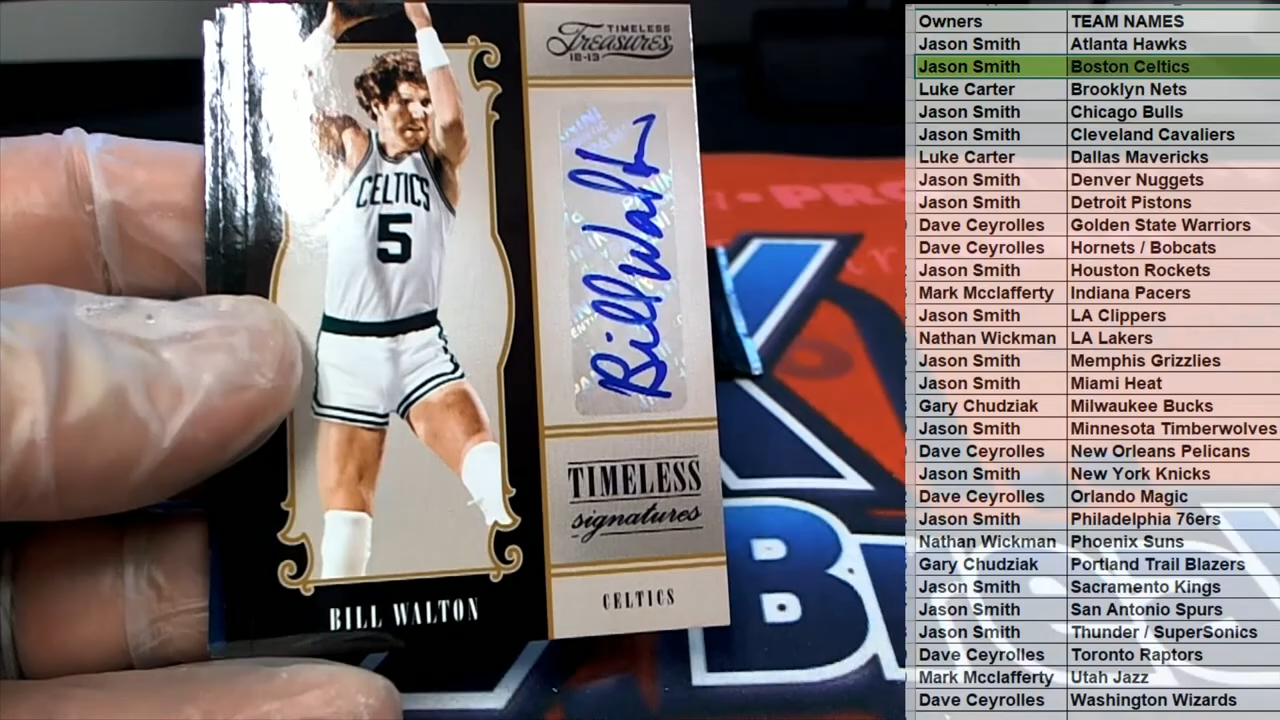 TIMELESS
Treasures
12-13
CELTICS
5
Bill Walton
TIMELESS
signatures
BILL WALTON
CELTICS
Owners TEAM NAMES
Jason Smith Atlanta Hawks
Jason Smith Boston Celtics
Luke Carter Brooklyn Nets
Jason Smith Chicago Bulls
Jason Smith Cleveland Cavaliers
Luke Carter Dallas Mavericks
Jason Smith Denver Nuggets
Jason Smith Detroit Pistons
Dave Ceyrolles Golden State Warriors
Dave Ceyrolles Hornets / Bobcats
Jason Smith Houston Rockets
Mark Mcclafferty Indiana Pacers
Jason Smith LA Clippers
Nathan Wickman LA Lakers
Jason Smith Memphis Grizzlies
Jason Smith Miami Heat
Gary Chudziak Milwaukee Bucks
Jason Smith Minnesota Timberwolves
Dave Ceyrolles New Orleans Pelicans
Jason Smith New York Knicks
Dave Ceyrolles Orlando Magic
Jason Smith Philadelphia 76ers
Nathan Wickman Phoenix Suns
Gary Chudziak Portland Trail Blazers
Jason Smith Sacramento Kings
Jason Smith San Antonio Spurs
Jason Smith Thunder / SuperSonics
Dave Ceyrolles Toronto Raptors
Mark Mcclafferty Utah Jazz
Dave Ceyrolles Washington Wizards